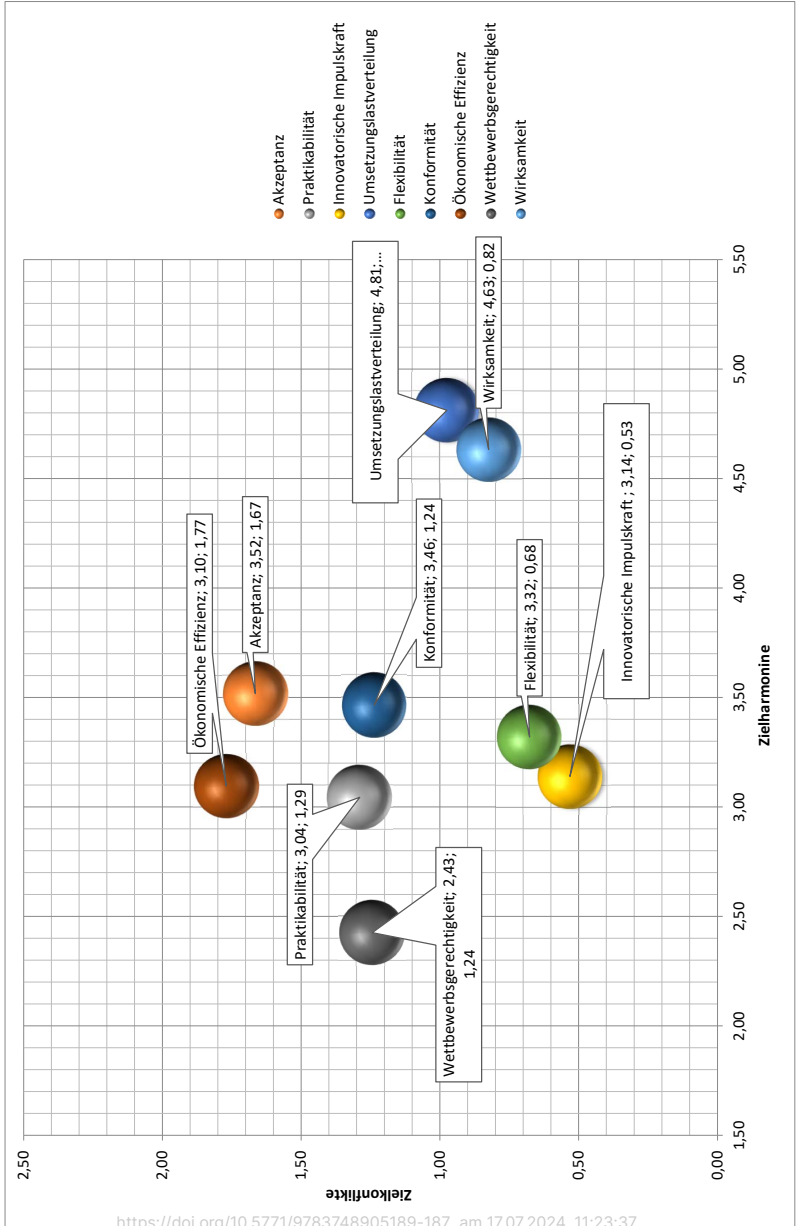 Zielkonflikte
2,50
2,00
1,50
1,00
0,50
0,00
1,50
2,00
2,50
3,00
3,50
4,00
4,50
5,00
5,50
Zielharmonine
Ökonomische Effizienz; 3,10; 1,77
Akzeptanz; 3,52; 1,67
Praktikabilität; 3,04; 1,29
Konformität; 3,46; 1,24
Wettbewerbsgerechtigkeit; 2,43;
1,24
Umsetzungslastverteilung; 4,81;...
Wirksamkeit; 4,63; 0,82
Flexibilität; 3,32; 0,68
Innovatorische Impulskraft ; 3,14; 0,53
Akzeptanz
Praktikabilität
Innovatorische Impulskraft
Umsetzungslastverteilung
Flexibilität
Konformität
Ökonomische Effizienz
Wettbewerbsgerechtigkeit
Wirksamkeit
https://doi.org/10.5771/9783748905189-187, am 17.07.2024, 11:23:37